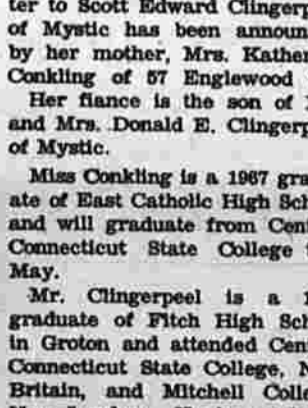 ter to Scott Edward Clingerp
of Mystic has been announ
by her mother, Mrs. Kather
Conkling of 57 Englewood
Her fiance is the son of
and Mrs. Donald E. Clingerp
of Mystic.
Miss Conkling is a 1967 gra
ate of East Catholic High Sch
and will graduate from Cen
Connecticut State College
May.
Mr. Clingerpeel is a
graduate of Fitch High Sch
in Groton and attended Cen
Connecticut State College, N
Britain, and Mitchell Colle